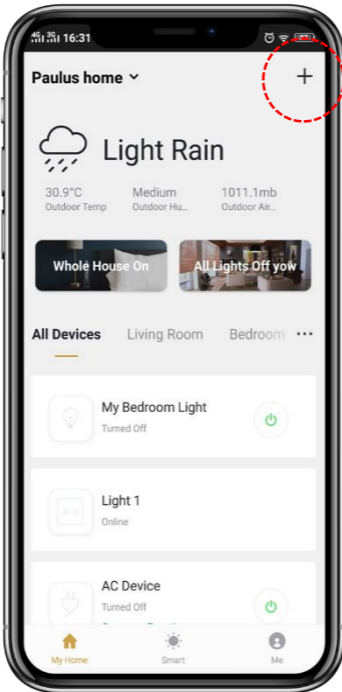 4G 3G 16:31
Paulus home
Light Rain
30.9°C Medium 1011.1mb
Outdoor Temp Outdoor Hu... Outdoor Air...
Whole House On All Lights Off yow
All Devices Living Room Bedroom ...
My Bedroom Light
Turned Off
Light 1
Online
AC Device
Turned Off
My Home Smart Me